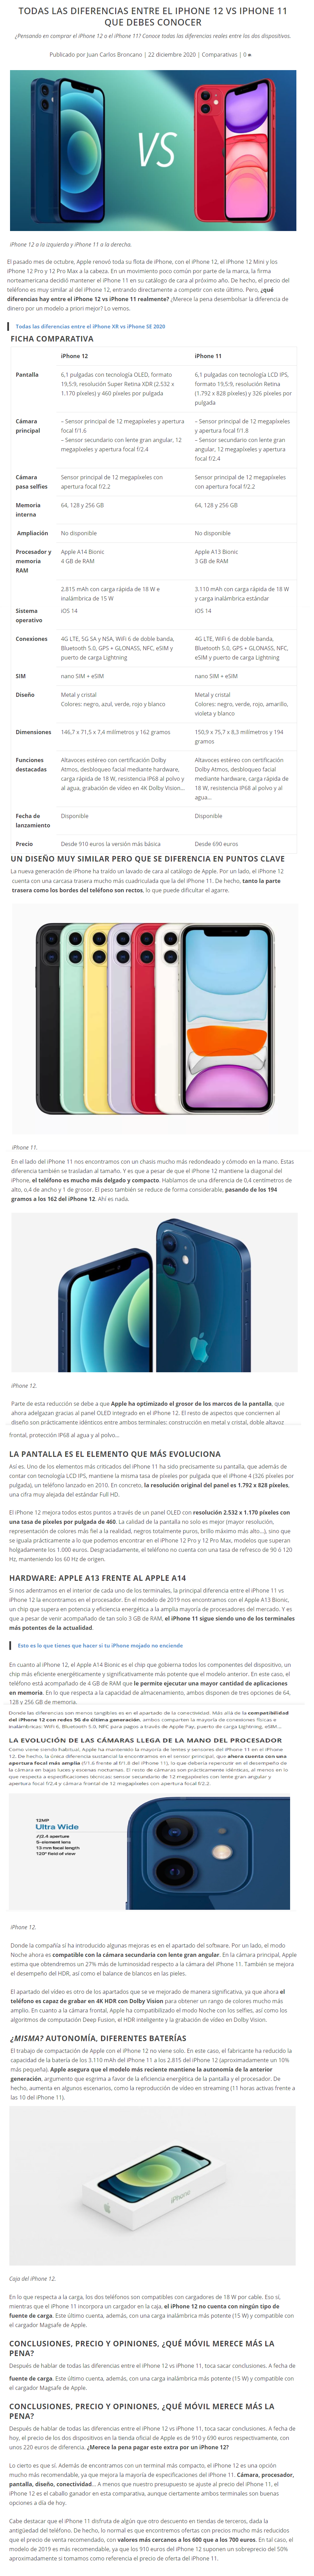 TODAS LAS DIFERENCIAS ENTRE EL IPHONE 12 VS IPHONE 11
QUE DEBES CONOCER
¿Pensando en comprar el iPhone 12 o el iPhone 11? Conoce todas las diferencias reales entre los dos dispositivos.
Publicado por Juan Carlos Broncano | 22 diciembre 2020 | Comparativas | 0
VS
iPhone 12 a la izquierda y iPhone 11 a la derecha.
El pasado mes de octubre, Apple renovó toda su flota de iPhone, con el iPhone 12, el iPhone 12 Mini y los
iPhone 12 Pro y 12 Pro Max a la cabeza. En un movimiento poco común por parte de la marca, la firma
norteamericana decidió mantener el iPhone 11 en su catálogo de cara al próximo año. De hecho, el precio del
teléfono es muy similar al del iPhone 12, entrando directamente a competir con este último. Pero, ¿qué
diferencias hay entre el iPhone 12 vs iPhone 11 realmente? ¿Merece la pena desembolsar la diferencia de
dinero por un modelo a priori mejor? Lo vemos.
Todas las diferencias entre el iPhone XR vs iPhone SE 2020
FICHA COMPARATIVA
iPhone 12 iPhone 11
Pantalla
6,1 pulgadas con tecnología OLED, formato
19,5:9, resolución Super Retina XDR (2.532 x
1.170 píxeles) y 460 píxeles por pulgada
6,1 pulgadas con tecnología LCD IPS,
formato 19,5:9, resolución Retina
(1.792 x 828 píxeles) y 326 píxeles por
pulgada
Cámara
principal
– Sensor principal de 12 megapíxeles y apertura
focal f/1.6
– Sensor secundario con lente gran angular, 12
megapíxeles y apertura focal f/2.4
– Sensor principal de 12 megapíxeles
y apertura focal f/1.8
– Sensor secundario con lente gran
angular, 12 megapíxeles y apertura
focal f/2.4
Cámara
pasa selfies
Sensor principal de 12 megapíxeles con
apertura focal f/2.2
Sensor principal de 12 megapíxeles
con apertura focal f/2.2
Memoria
interna
64, 128 y 256 GB
64, 128 y 256 GB
Ampliación
No disponible
No disponible
Procesador y
memoria
RAM
Apple A14 Bionic
4 GB de RAM
Apple A13 Bionic
3 GB de RAM
2.815 mAh con carga rápida de 18 W e
inalámbrica de 15 W
3.110 mAh con carga rápida de 18 W
y carga inalámbrica estándar
Sistema
operativo
iOS 14
iOS 14
Conexiones
4G LTE, 5G SA y NSA, WiFi 6 de doble banda,
Bluetooth 5.0, GPS + GLONASS, NFC, eSIM y
puerto de carga Lightning
4G LTE, WiFi 6 de doble banda,
Bluetooth 5.0, GPS + GLONASS, NFC,
eSIM y puerto de carga Lightning
SIM
nano SIM + eSIM
nano SIM + eSIM
Diseño
Metal y cristal
Colores: negro, azul, verde, rojo y blanco
Metal y cristal
Colores: negro, verde, rojo, amarillo,
violeta y blanco
Dimensiones
146,7 x 71,5 x 7,4 milímetros y 162 gramos
150,9 x 75,7 x 8,3 milímetros y 194
gramos
Funciones
destacadas
Altavoces estéreo con certificación Dolby
Atmos, desbloqueo facial mediante hardware,
carga rápida de 18 W, resistencia IP68 al polvo y
al agua, grabación de vídeo en 4K Dolby Vision...
Altavoces estéreo con certificación
Dolby Atmos, desbloqueo facial
mediante hardware, carga rápida de
18 W, resistencia IP68 al polvo y al
agua...
Fecha de
lanzamiento
Disponible
Disponible
Precio
Desde 910 euros la versión más básica
Desde 690 euros
UN DISEÑO MUY SIMILAR PERO QUE SE DIFERENCIA EN PUNTOS CLAVE
La nueva generación de iPhone ha traído un lavado de cara al catálogo de Apple. Por un lado, el iPhone 12
cuenta con una carcasa trasera mucho más cuadriculada que la del iPhone 11. De hecho, tanto la parte
trasera como los bordes del teléfono son rectos, lo que puede dificultar el agarre.
iPhone 11.
En el lado del iPhone 11 nos encontramos con un chasis mucho más redondeado y cómodo en la mano. Estas
diferencia también se trasladan al tamaño. Y es que a pesar de que el iPhone 12 mantiene la diagonal del
iPhone, el teléfono es mucho más delgado y compacto. Hablamos de una diferencia de 0,4 centímetros de
alto, o,4 de ancho y 1 de grosor. El peso también se reduce de forma considerable, pasando de los 194
gramos a los 162 del iPhone 12. Ahí es nada.
iPhone 12.
Parte de esta reducción se debe a que Apple ha optimizado el grosor de los marcos de la pantalla, que
ahora adelgazan gracias al panel OLED integrado en el iPhone 12. El resto de aspectos que conciernen al
diseño son prácticamente idénticos entre ambos terminales: construcción en metal y cristal, doble altavoz
frontal, protección IP68 al agua y al polvo...
LA PANTALLA ES EL ELEMENTO QUE MÁS EVOLUCIONA
Así es. Uno de los elementos más criticados del iPhone 11 ha sido precisamente su pantalla, que además de
contar con tecnología LCD IPS, mantiene la misma tasa de píxeles por pulgada que el iPhone 4 (326 píxeles por
pulgada), un teléfono lanzado en 2010. En concreto, la resolución original del panel es 1.792 x 828 píxeles,
una cifra muy alejada del estándar Full HD.
El iPhone 12 mejora todos estos puntos a través de un panel OLED con resolución 2.532 x 1.170 píxeles con
una tasa de píxeles por pulgada de 460. La calidad de la pantalla no solo es mejor (mayor resolución,
representación de colores más fiel a la realidad, negros totalmente puros, brillo máximo más alto...), sino que
se iguala prácticamente a lo que podemos encontrar en el iPhone 12 Pro y 12 Pro Max, modelos que superan
holgadamente los 1.000 euros. Desgraciadamente, el teléfono no cuenta con una tasa de refresco de 90 ó 120
Hz, manteniendo los 60 Hz de origen.
HARDWARE: APPLE A13 FRENTE AL APPLE A14
Si nos adentramos en el interior de cada uno de los terminales, la principal diferencia entre el iPhone 11 vs
iPhone 12 la encontramos en el procesador. En el modelo de 2019 nos encontramos con el Apple A13 Bionic,
un chip que supera en potencia y eficiencia energética a la amplia mayoría de procesadores del mercado. Y es
que a pesar de venir acompañado de tan solo 3 GB de RAM, el iPhone 11 sigue siendo uno de los terminales
más potentes de la actualidad.
Esto es lo que tienes que hacer si tu iPhone mojado no enciende
En cuanto al iPhone 12, el Apple A14 Bionic es el chip que gobierna todos los componentes del dispositivo, un
chip más eficiente energéticamente y significativamente más potente que el modelo anterior. En este caso, el
teléfono está acompañado de 4 GB de RAM que le permite ejecutar una mayor cantidad de aplicaciones
en memoria. En lo que respecta a la capacidad de almacenamiento, ambos disponen de tres opciones de 64,
128 y 256 GB de memoria.
Donde las diferencias son menos tangibles es en el apartado de la conectividad. Más allá de la compatibilidad
del iPhone 12 con redes 5G de última generación, ambos comparten la mayoría de conexiones físicas e
inalámbricas: WiFi 6, Bluetooth 5.0, NFC para pagos a través de Apple Pay, puerto de carga Lightning, eSIM...
LA EVOLUCIÓN DE LAS CÁMARAS LLEGA DE LA MANO DEL PROCESADOR
Como viene siendo habitual, Apple ha mantenido la mayoría de lentes y sensores del iPhone 11 en el iPhone
12. De hecho, la única diferencia sustancial la encontramos en el sensor principal, que ahora cuenta con una
apertura focal más amplia (f/1.6 frente al f/1.8 del iPhone 11), lo que debería repercutir en el desempeño de
la cámara en bajas luces y escenas nocturnas. El resto de cámaras son prácticamente idénticas, al menos en lo
que respecta a especificaciones técnicas: sensor secundario de 12 megapíxeles con lente gran angular y
apertura focal f/2.4 y cámara frontal de 12 megapíxeles con apertura focal f/2.2.
12MP
Ultra Wide
ƒ/2.4 aperture
5-element lens
13 mm focal length
120° field of view
iPhone 12.
Donde la compañía sí ha introducido algunas mejoras es en el apartado del software. Por un lado, el modo
Noche ahora es compatible con la cámara secundaria con lente gran angular. En la cámara principal, Apple
estima que obtendremos un 27% más de luminosidad respecto a la cámara del iPhone 11. También se mejora
el desempeño del HDR, así como el balance de blancos en las pieles.
El apartado del vídeo es otro de los apartados que se ve mejorado de manera significativa, ya que ahora el
teléfono es capaz de grabar en 4K HDR con Dolby Vision para obtener un rango de colores mucho más
amplio. En cuanto a la cámara frontal, Apple ha compatibilizado el modo Noche con los selfies, así como los
algoritmos de computación Deep Fusion, el HDR inteligente y la grabación de vídeo en Dolby Vision.
¿MISMA? AUTONOMÍA, DIFERENTES BATERÍAS
El trabajo de compactación de Apple con el iPhone 12 no viene solo. En este caso, el fabricante ha reducido la
capacidad de la batería de los 3.110 mAh del iPhone 11 a los 2.815 del iPhone 12 (aproximadamente un 10%
más pequeña). Apple asegura que el modelo más reciente mantiene la autonomía de la anterior
generación, argumento que esgrima a favor de la eficiencia energética de la pantalla y el procesador. De
hecho, aumenta en algunos escenarios, como la reproducción de vídeo en streaming (11 horas activas frente a
las 10 del iPhone 11).
iPhone
Caja del iPhone 12.
En lo que respecta a la carga, los dos teléfonos son compatibles con cargadores de 18 W por cable. Eso sí,
mientras que el iPhone 11 incorpora un cargador en la caja, el iPhone 12 no cuenta con ningún tipo de
fuente de carga. Este último cuenta, además, con una carga inalámbrica más potente (15 W) y compatible con
el cargador Magsafe de Apple.
CONCLUSIONES, PRECIO Y OPINIONES, ¿QUÉ MÓVIL MERECE MÁS LA
PENA?
Después de hablar de todas las diferencias entre el iPhone 12 vs iPhone 11, toca sacar conclusiones. A fecha de
fuente de carga. Este último cuenta, además, con una carga inalámbrica más potente (15 W) y compatible con
el cargador Magsafe de Apple.
CONCLUSIONES, PRECIO Y OPINIONES, ¿QUÉ MÓVIL MERECE MÁS LA
PENA?
Después de hablar de todas las diferencias entre el iPhone 12 vs iPhone 11, toca sacar conclusiones. A fecha de
hoy, el precio de los dos dispositivos en la tienda oficial de Apple es de 910 y 690 euros respectivamente, con
unos 220 euros de diferencia. ¿Merece la pena pagar este extra por un iPhone 12?
Lo cierto es que sí. Además de encontrarnos con un terminal más compacto, el iPhone 12 es una opción
mucho más recomendable, ya que mejora la mayoría de especificaciones del iPhone 11. Cámara, procesador,
pantalla, diseño, conectividad... A menos que nuestro presupuesto se ajuste al precio del iPhone 11, el
iPhone 12 es el caballo ganador en esta comparativa, aunque ciertamente ambos terminales con buenas
opciones a día de hoy.
Cabe destacar que el iPhone 11 disfruta de algún que otro descuento en tiendas de terceros, dada la
antigüedad del teléfono. De hecho, lo normal es que encontremos ofertas con precios mucho más reducidos
que el precio de venta recomendado, con valores más cercanos a los 600 que a los 700 euros. En tal caso, el
modelo de 2019 es más recomendable, ya que los 910 euros del iPhone 12 suponen un sobreprecio del 50%
aproximadamente si tomamos como referencia el precio de oferta del iPhone 11.